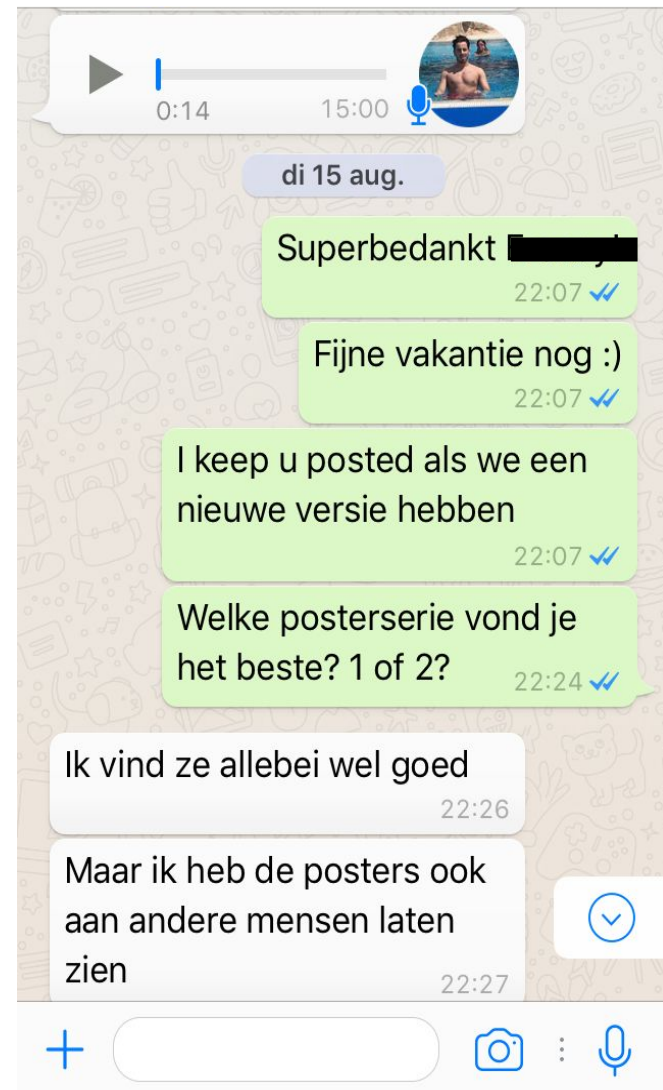 0:14 15:00
di 15 aug.
Superbedankt
22:07
Fijne vakantie nog :)
22:07
I keep u posted als we een
nieuwe versie hebben
22:07
Welke posterserie vond je
het beste? 1 of 2?
22:24
Ik vind ze allebei wel goed
22:26
Maar ik heb de posters ook
aan andere mensen laten
zien
22:27